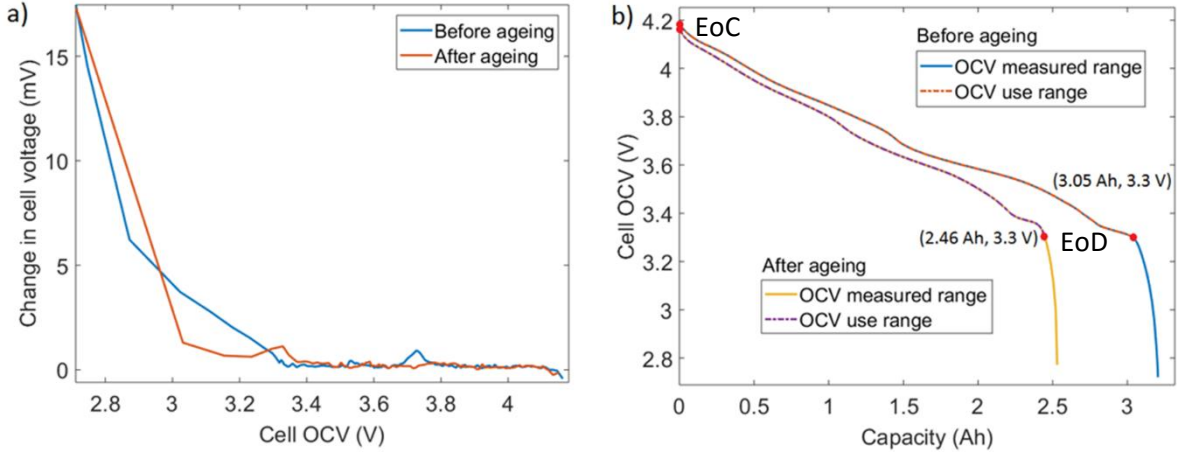 a)
Change in cell voltage (mV)
15
10
5
0
Before ageing
After ageing
2.8 3 3.2 3.4 3.6 3.8 4
Cell OCV (V)
b)
Cell OCV (V)
4.2
4
3.8
3.6
3.4
3.2
3
2.8
EoC
Before ageing
OCV measured range
OCV use range
(3.05 Ah, 3.3 V)
(2.46 Ah, 3.3 V)
EoD
After ageing
OCV measured range
OCV use range
0 0.5 1 1.5 2 2.5 3
Capacity (Ah)